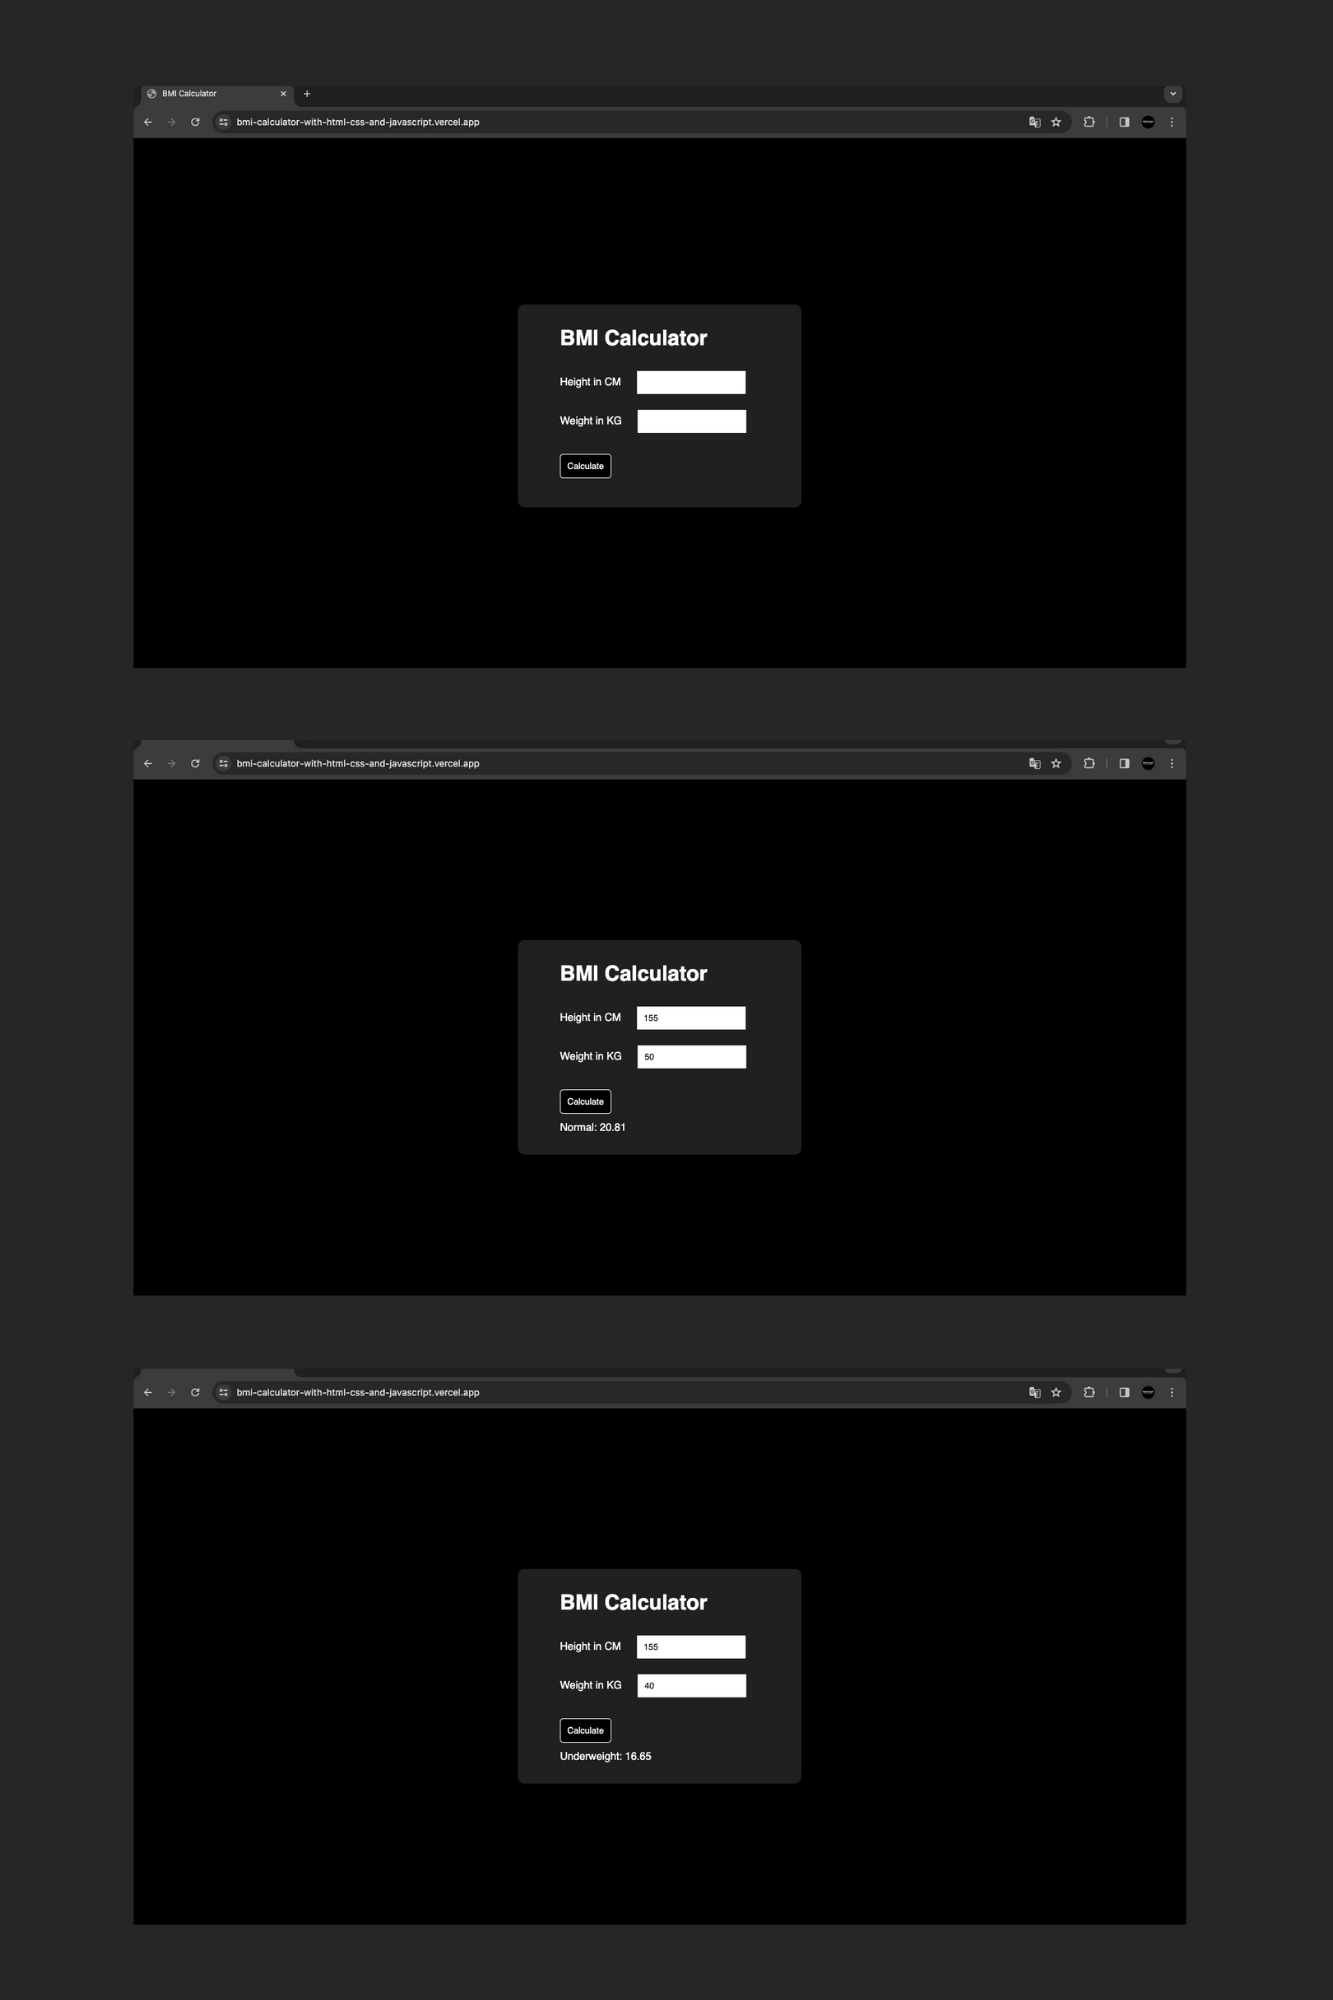 BMI Calculator
bmi-calculator-with-html-css-and-javascript.vercel.app
BMI Calculator
Height in CM
Weight in KG
Calculate
bmi-calculator-with-html-css-and-javascript.vercel.app
BMI Calculator
Height in CM 155
Weight in KG 50
Calculate
Normal: 20.81
bmi-calculator-with-html-css-and-javascript.vercel.app
BMI Calculator
Height in CM 155
Weight in KG 40
Calculate
Underweight: 16.65